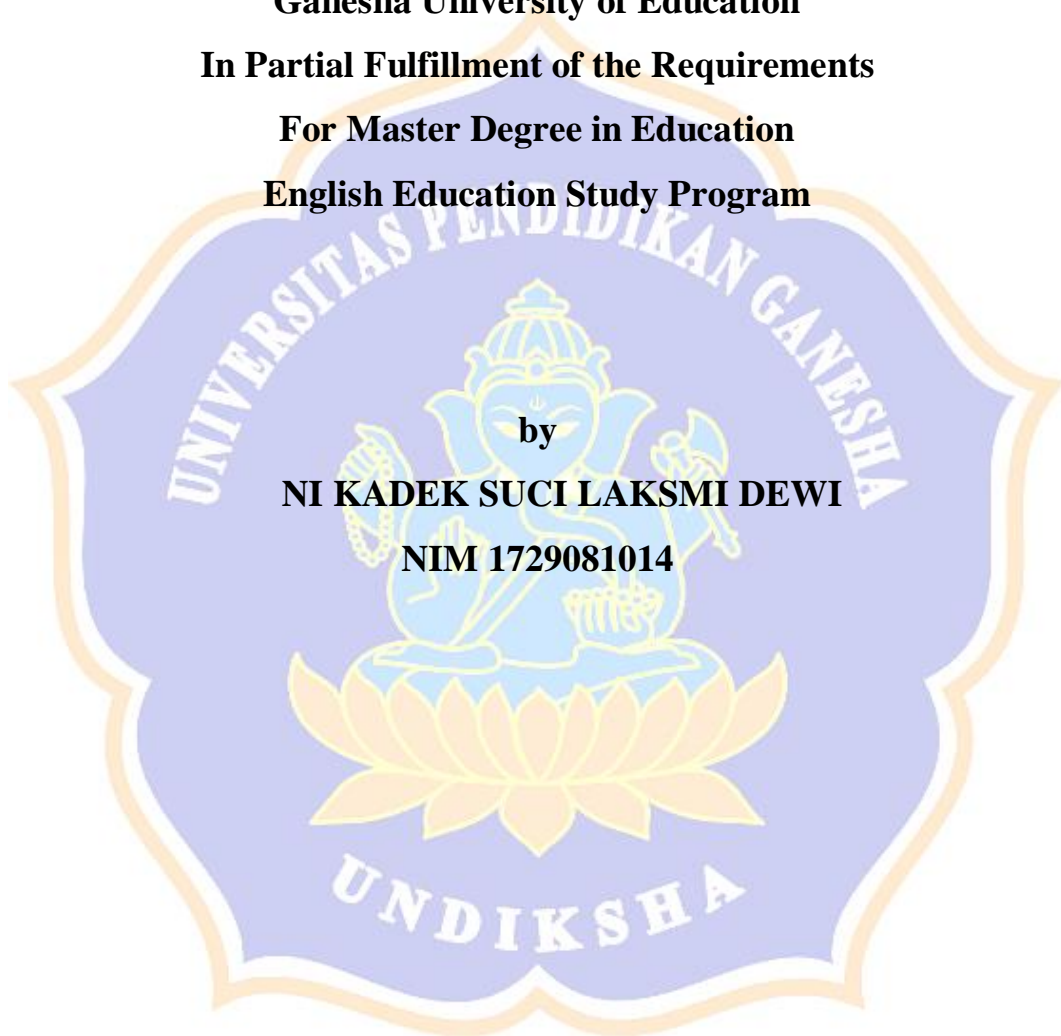 Ganesha University of Education
In Partial Fulfillment of the Requirements
For Master Degree in Education
English Education Study Program
UNIVERSITAS PENDIDIKAN GANESHA
by
NI KADEK SUCI LAKSMI DEWI
NIM 1729081014
UNDIKSHA